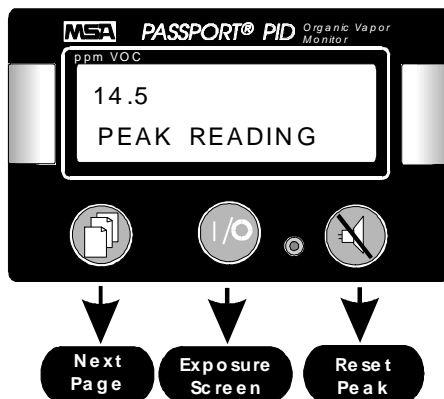 MSA PASSPORT® PID Organic Vapor
Monitor
ppm VOC
14.5
PEAK READING
I/O
Next Exposure Reset
Page Screen Peak